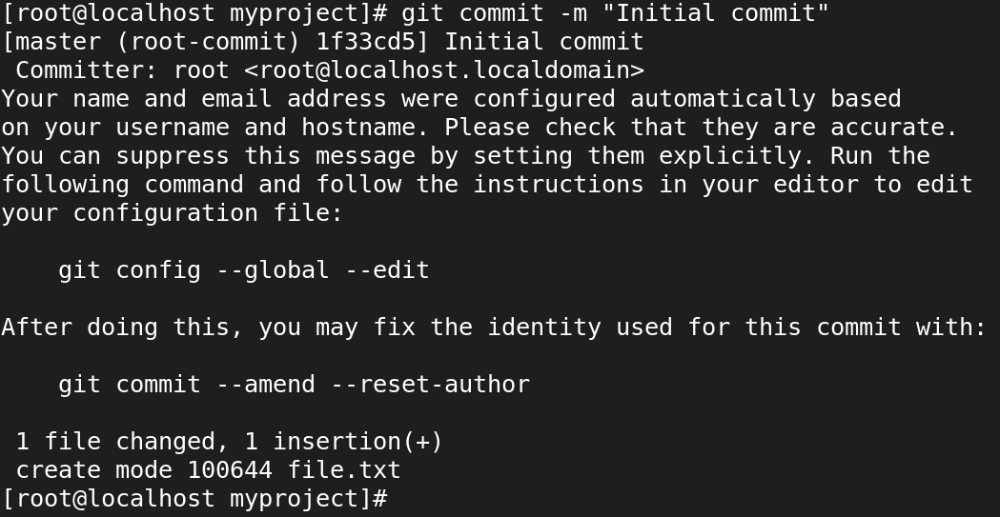 [root@localhost myproject]# git commit -m "Initial commit"
[master (root-commit) 1f33cd5] Initial commit
 Committer: root <root@localhost.localdomain>
Your name and email address were configured automatically based
on your username and hostname. Please check that they are accurate.
You can suppress this message by setting them explicitly. Run the
following command and follow the instructions in your editor to edit
your configuration file:

    git config --global --edit

After doing this, you may fix the identity used for this commit with:

    git commit --amend --reset-author

 1 file changed, 1 insertion(+)
 create mode 100644 file.txt
[root@localhost myproject]#